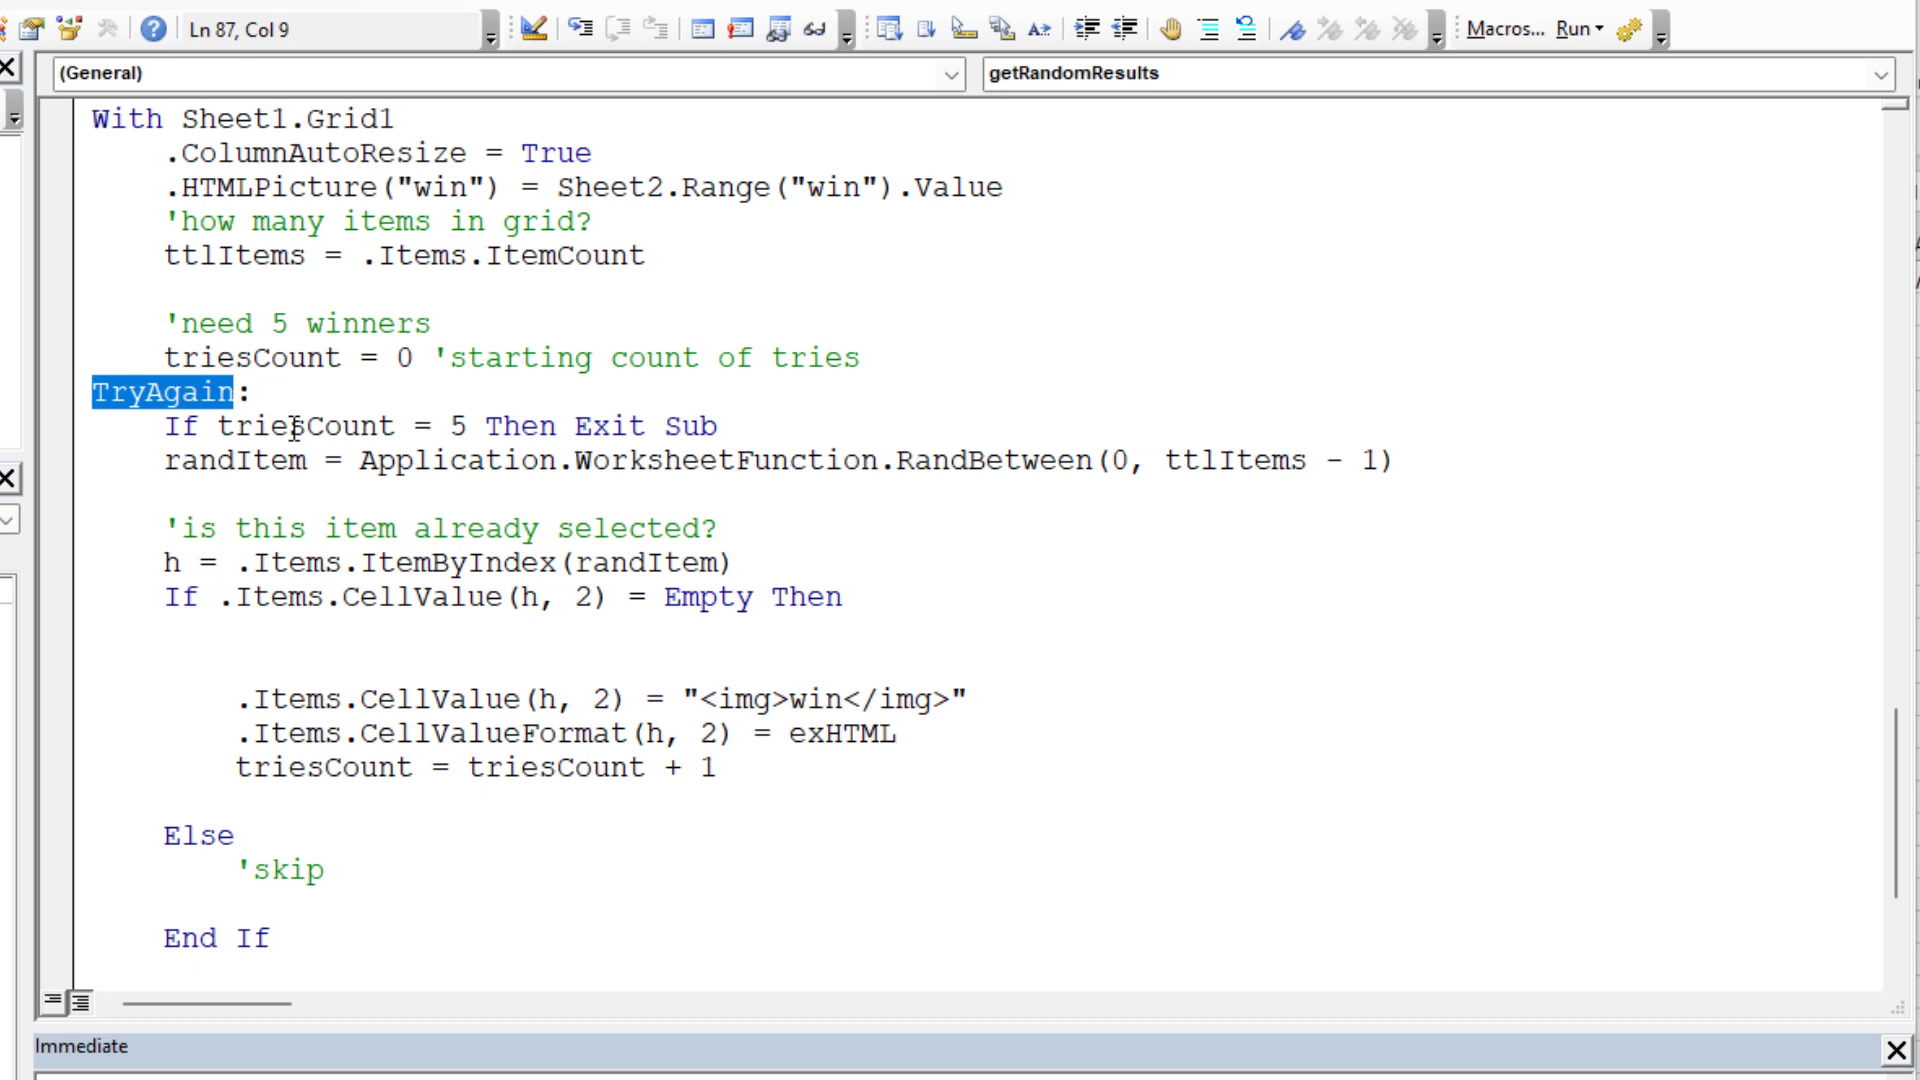 Ln 87, Col 9
Macros... Run
(General)
getRandomResults
With Sheet1.Grid1
.ColumnAutoResize = True
.HTMLPicture("win") = Sheet2.Range("win").Value
'how many items in grid?
ttlItems = .Items.ItemCount
'need 5 winners
triesCount = 0 'starting count of tries
TryAgain:
If triesCount = 5 Then Exit Sub
randItem = Application.WorksheetFunction.RandBetween(0, ttlItems - 1)
'is this item already selected?
h = .Items.ItemByIndex(randItem)
If .Items.CellValue(h, 2) = Empty Then
.Items.CellValue(h, 2) = "<img>win</img>"
.Items.CellValueFormat(h, 2) = exHTML
triesCount = triesCount + 1
Else
'skip
End If
Immediate